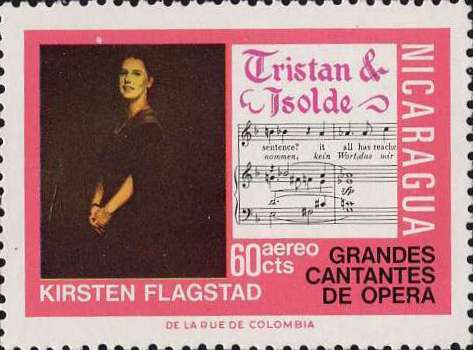 Tristan &
Isolde
NICARAGUA
sentence? it all has reache
nommen, kein Wort, das mir
60 aereo
cts
GRANDES
CANTANTES
DE OPERA
KIRSTEN FLAGSTAD
DE LA RUE DE COLOMBIA